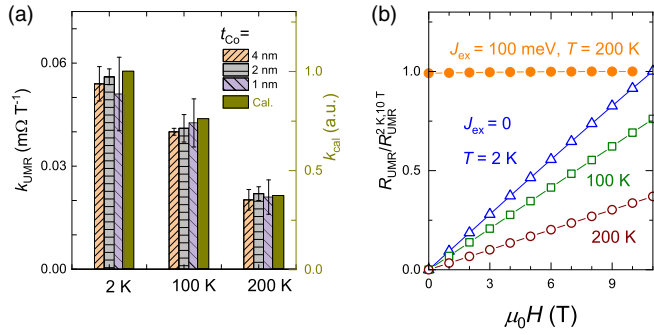 (a)
t_Co =
4 nm
2 nm
1 nm
Cal.
k_UMR (mΩ T⁻¹)
0.06
0.03
0.00
2 K
100 K
200 K
k_cal (a.u.)
1.0
0.5
0.0
(b)
R_UMR/R_UMR^2 K,10 T
1.0
0.5
0.0
J_ex = 100 meV, T = 200 K
J_ex = 0
T = 2 K
100 K
200 K
0 3 6 9
μ₀H (T)